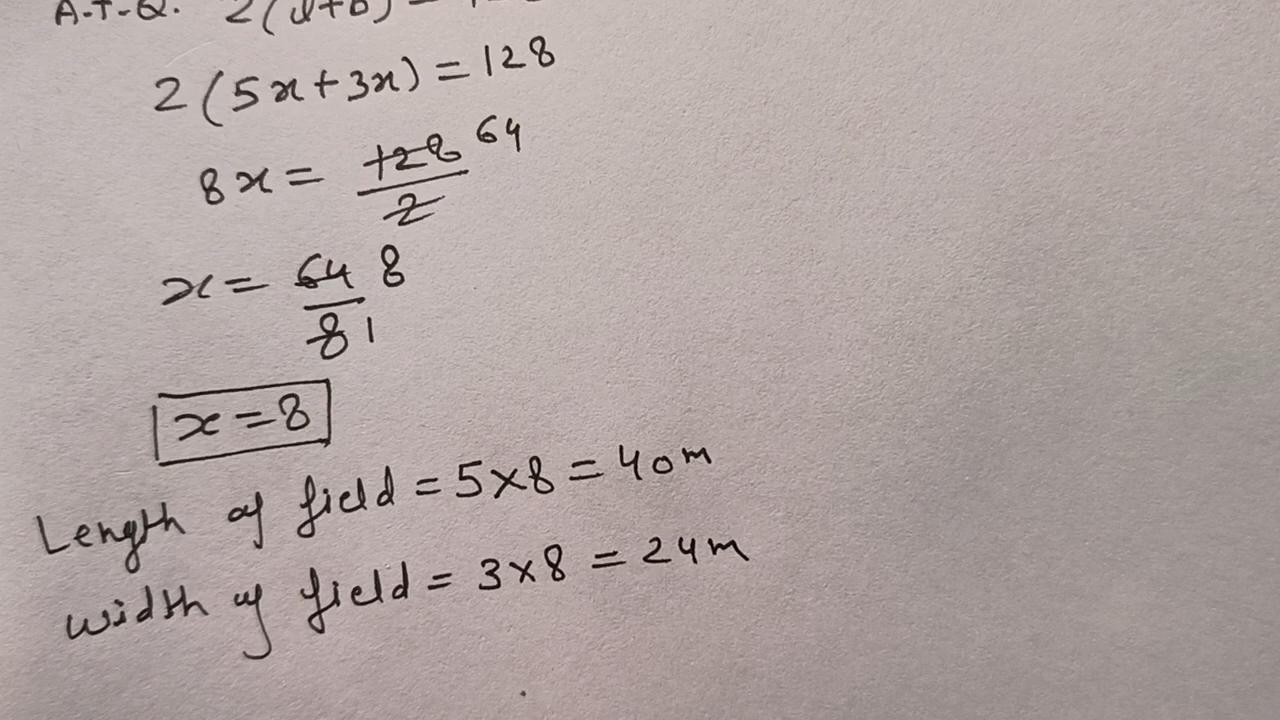 A.T.Q. 2(l+b) =
2(5x+3x) = 128
8x = 128/2 64
x = 64/8 8 1
x = 8
Length of field = 5×8 = 40m
width of field = 3×8 = 24m